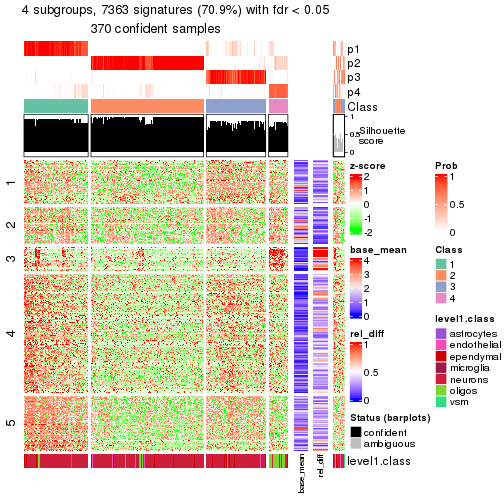 4 subgroups, 7363 signatures (70.9%) with fdr < 0.05
370 confident samples
p1
p2
p3
p4
Class
1
0.5
0
Silhouette
score
1
2
3
4
5
z-score
2
1
0
-1
-2
base_mean
4
3
2
1
0
rel_diff
1
0.5
0
Status (barplots)
confident
ambiguous
Prob
1
0.5
0
Class
1
2
3
4
level1.class
astrocytes
endothelial
ependymal
microglia
neurons
oligos
vsm
level1.class
base_mean
rel_diff